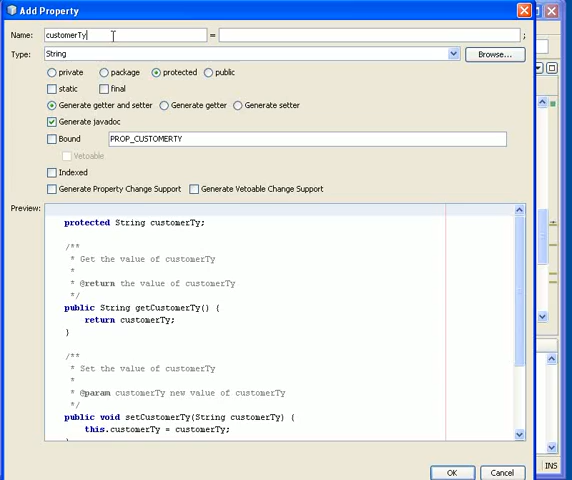 Add Property
Name: customerTy = ;
Type: String Browse...
private package protected public
static final
Generate getter and setter Generate getter Generate setter
Generate javadoc
Bound PROP_CUSTOMERTY
Vetoable
Indexed
Generate Property Change Support Generate Vetoable Change Support
Preview:
protected String customerTy;
/**
* Get the value of customerTy
*
* @return the value of customerTy
*/
public String getCustomerTy() {
return customerTy;
}
/**
* Set the value of customerTy
*
* @param customerTy new value of customerTy
*/
public void setCustomerTy(String customerTy) {
this.customerTy = customerTy;
}
OK Cancel
INS